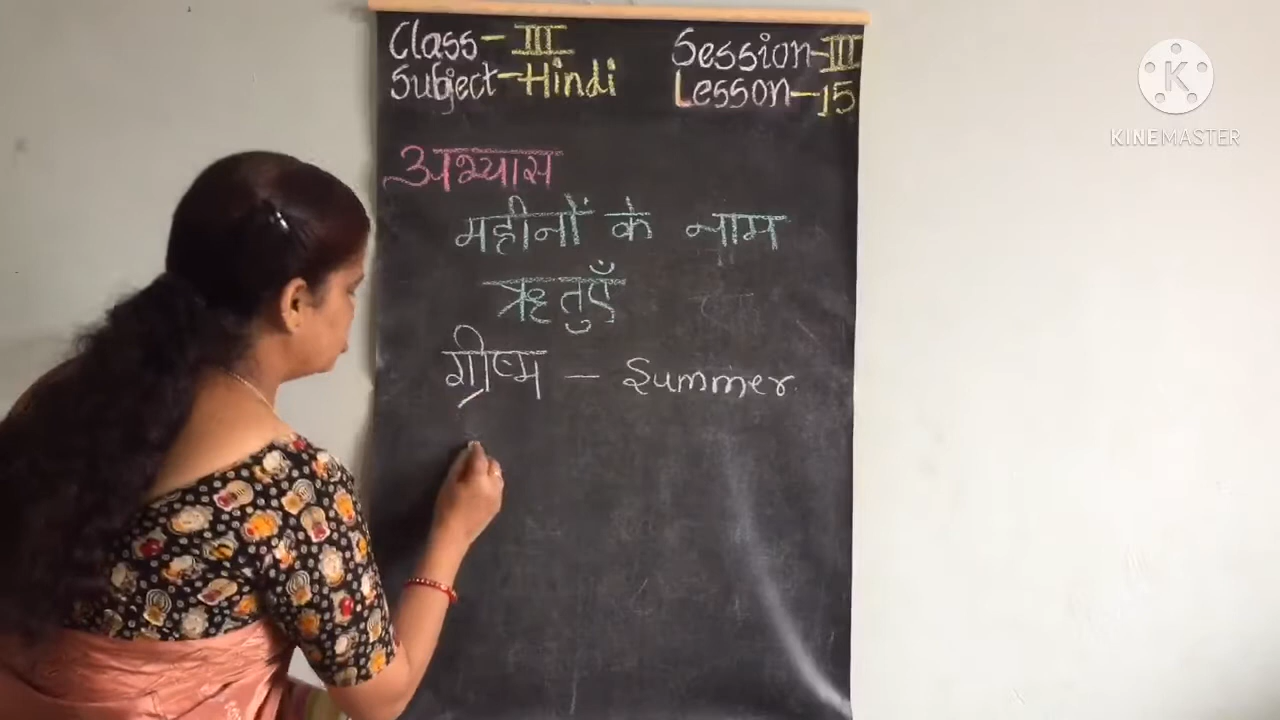 Class - III
Session - III
Subject - Hindi
Lesson - 15
अभ्यास
महीनों के नाम
ऋतुएँ
ग्रीष्म - Summer
K
KINEMASTER